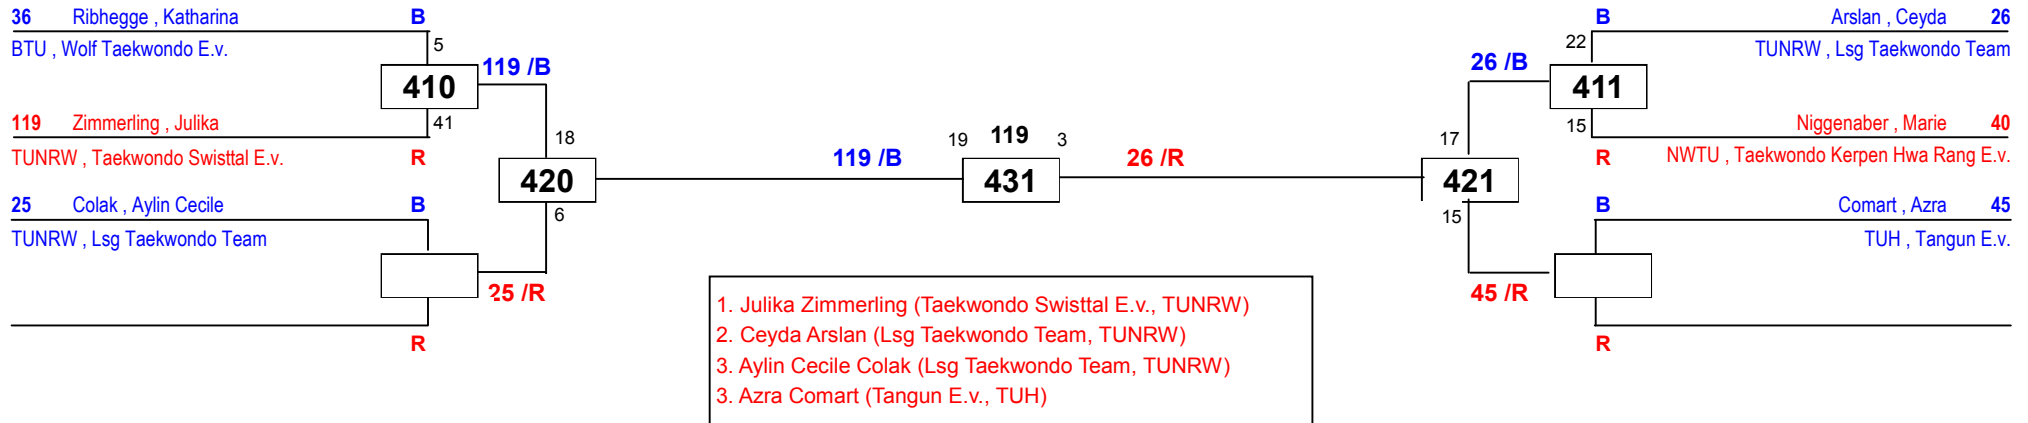 36 Ribhegge , Katharina B
BTU , Wolf Taekwondo E.v.
5
410
119 /B
41
119 Zimmerling , Julika
TUNRW , Taekwondo Swisttal E.v. R
18
420
6
25 Colak , Aylin Cecile B
TUNRW , Lsg Taekwondo Team
25 /R
R
119 /B
19 119 3
431
26 /R
B Arslan , Ceyda 26
TUNRW , Lsg Taekwondo Team
22
26 /B
411
15
Niggenaber , Marie 40
R NWTU , Taekwondo Kerpen Hwa Rang E.v.
17
421
15
B Comart , Azra 45
TUH , Tangun E.v.
45 /R
R
1. Julika Zimmerling (Taekwondo Swisttal E.v., TUNRW)
2. Ceyda Arslan (Lsg Taekwondo Team, TUNRW)
3. Aylin Cecile Colak (Lsg Taekwondo Team, TUNRW)
3. Azra Comart (Tangun E.v., TUH)